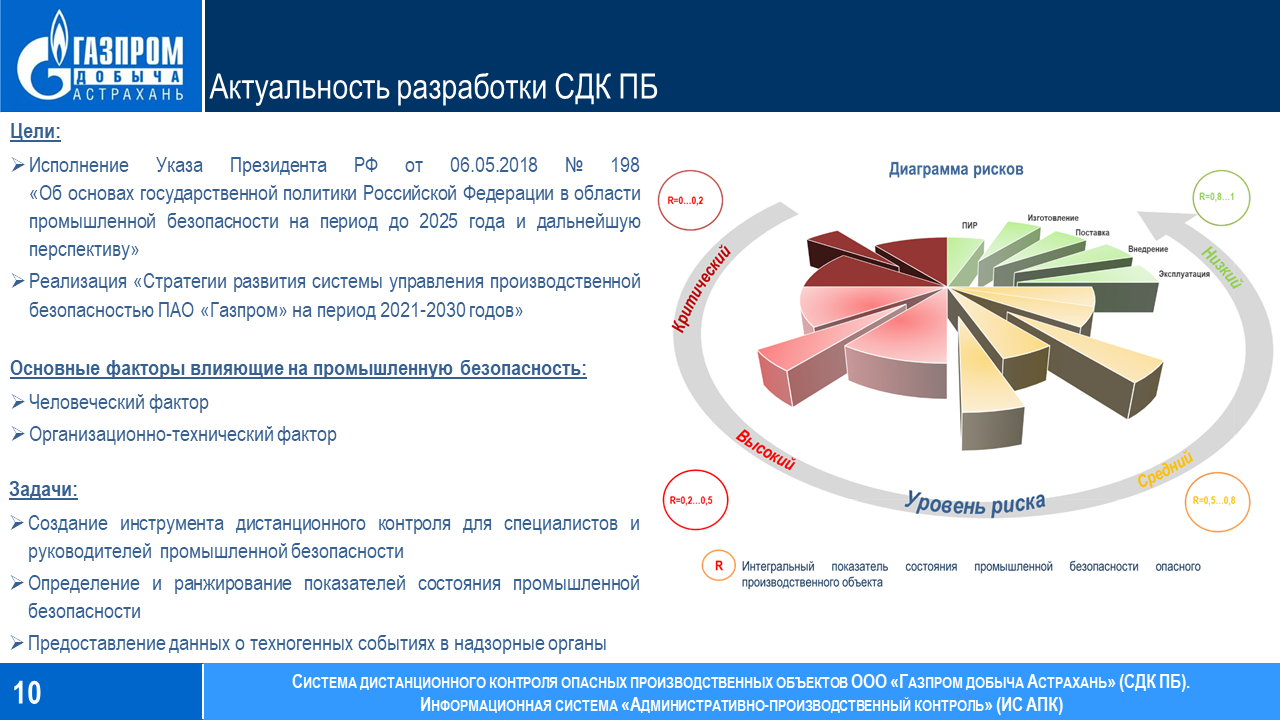 ГАЗПРОМ
ДОБЫЧА
АСТРАХАНЬ
Актуальность разработки СДК ПБ
Цели:
Исполнение Указа Президента РФ от 06.05.2018 № 198
«Об основах государственной политики Российской Федерации в области
промышленной безопасности на период до 2025 года и дальнейшую
перспективу»
Реализация «Стратегии развития системы управления производственной
безопасностью ПАО «Газпром» на период 2021-2030 годов»
Основные факторы влияющие на промышленную безопасность:
Человеческий фактор
Организационно-технический фактор
Задачи:
Создание инструмента дистанционного контроля для специалистов и
руководителей промышленной безопасности
Определение и ранжирование показателей состояния промышленной
безопасности
Предоставление данных о техногенных событиях в надзорные органы
Диаграмма рисков
R=0…0,2
R=0,8…1
ПИР
Изготовление
Поставка
Внедрение
Эксплуатация
Критический
Низкий
Высокий
Средний
Уровень риска
R=0,2…0,5
R=0,5…0,8
R
Интегральный показатель состояния промышленной безопасности опасного
производственного объекта
10
Система дистанционного контроля опасных производственных объектов ООО «Газпром добыча Астрахань» (СДК ПБ).
Информационная система «Административно-производственный контроль» (ИС АПК)